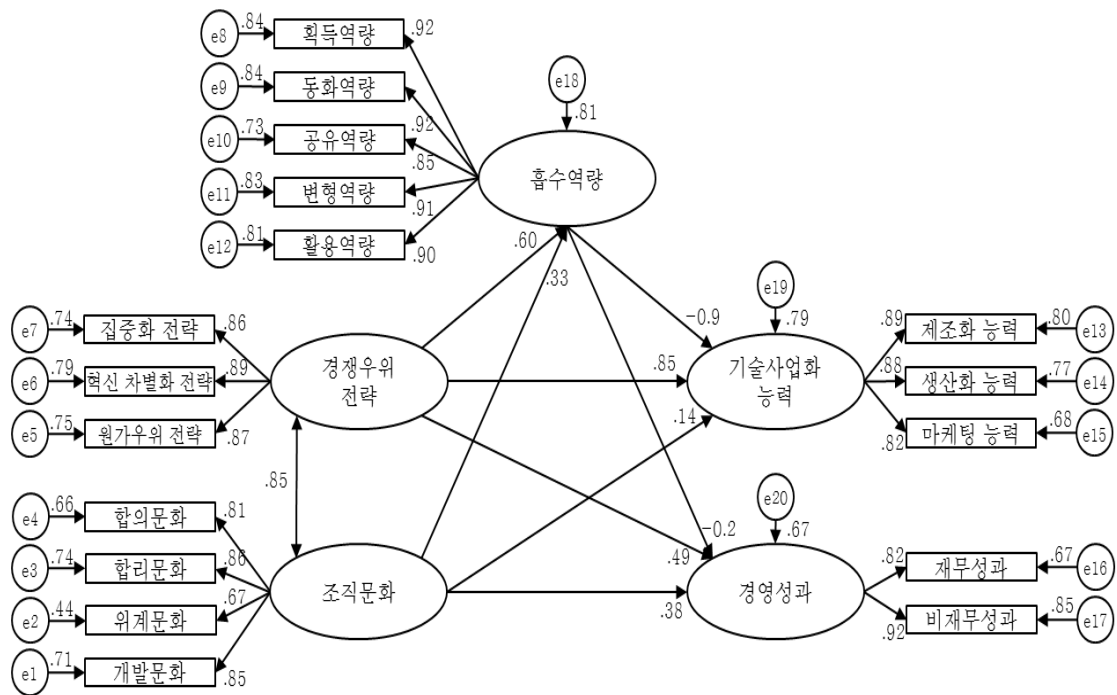 e8
.84
획득역량
.92
e9
.84
동화역량
.92
e10
.73
공유역량
.85
e11
.83
변형역량
.91
e12
.81
활용역량
.90
e18
.81
흡수역량
.60
.33
e7
.74
집중화 전략
.86
e6
.79
혁신 차별화 전략
.89
e5
.75
원가우위 전략
.87
경쟁우위
전략
-0.9
e19
.79
.85
기술사업화
능력
.14
.89
제조화 능력
.80
e13
.88
생산화 능력
.77
e14
.82
마케팅 능력
.68
e15
.85
e4
.66
합의문화
.81
e3
.74
합리문화
.86
e2
.44
위계문화
.67
e1
.71
개발문화
.85
조직문화
e20
.67
-0.2
.49
.38
경영성과
.82
재무성과
.67
e16
.92
비재무성과
.85
e17